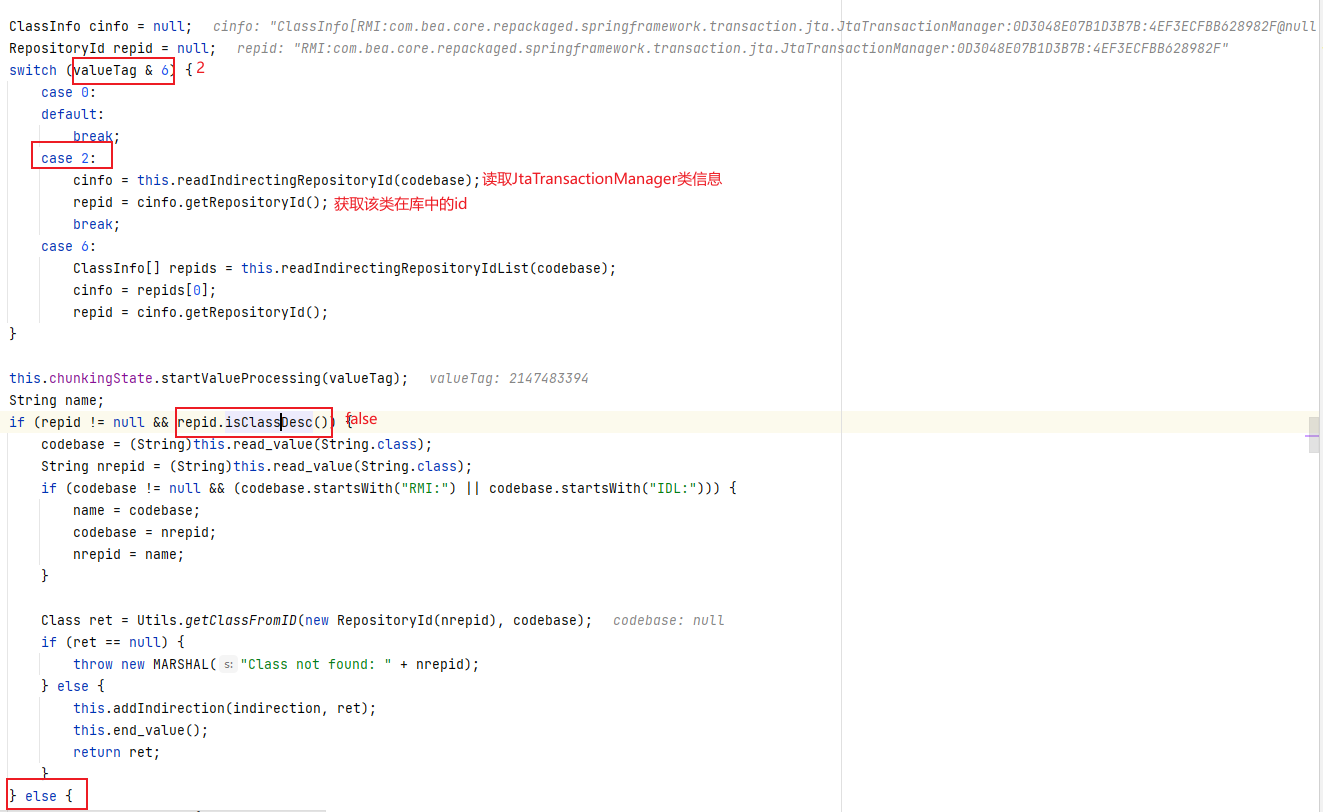 ClassInfo cinfo = null; cinfo: "ClassInfo[RMI:com.bea.core.repackaged.springframework.transaction.jta.JtaTransactionManager:0D3048E07B1D3B7B:4EF3ECFBB628982F@null
RepositoryId repid = null; repid: "RMI:com.bea.core.repackaged.springframework.transaction.jta.JtaTransactionManager:0D3048E07B1D3B7B:4EF3ECFBB628982F"
switch (valueTag & 6) { 2
case 0:
default:
break;
case 2:
cinfo = this.readIndirectingRepositoryId(codebase); 读取JtaTransactionManager类信息
repid = cinfo.getRepositoryId(); 获取该类在库中的id
break;
case 6:
ClassInfo[] repids = this.readIndirectingRepositoryIdList(codebase);
cinfo = repids[0];
repid = cinfo.getRepositoryId();
}
this.chunkingState.startValueProcessing(valueTag); valueTag: 2147483394
String name;
if (repid != null && repid.isClassDesc()) { false
codebase = (String)this.read_value(String.class);
String nrepid = (String)this.read_value(String.class);
if (codebase != null && (codebase.startsWith("RMI:") || codebase.startsWith("IDL:"))) {
name = codebase;
codebase = nrepid;
nrepid = name;
}
Class ret = Utils.getClassFromID(new RepositoryId(nrepid), codebase); codebase: null
if (ret == null) {
throw new MARSHAL( s: "Class not found: " + nrepid);
} else {
this.addIndirection(indirection, ret);
this.end_value();
return ret;
}
} else {